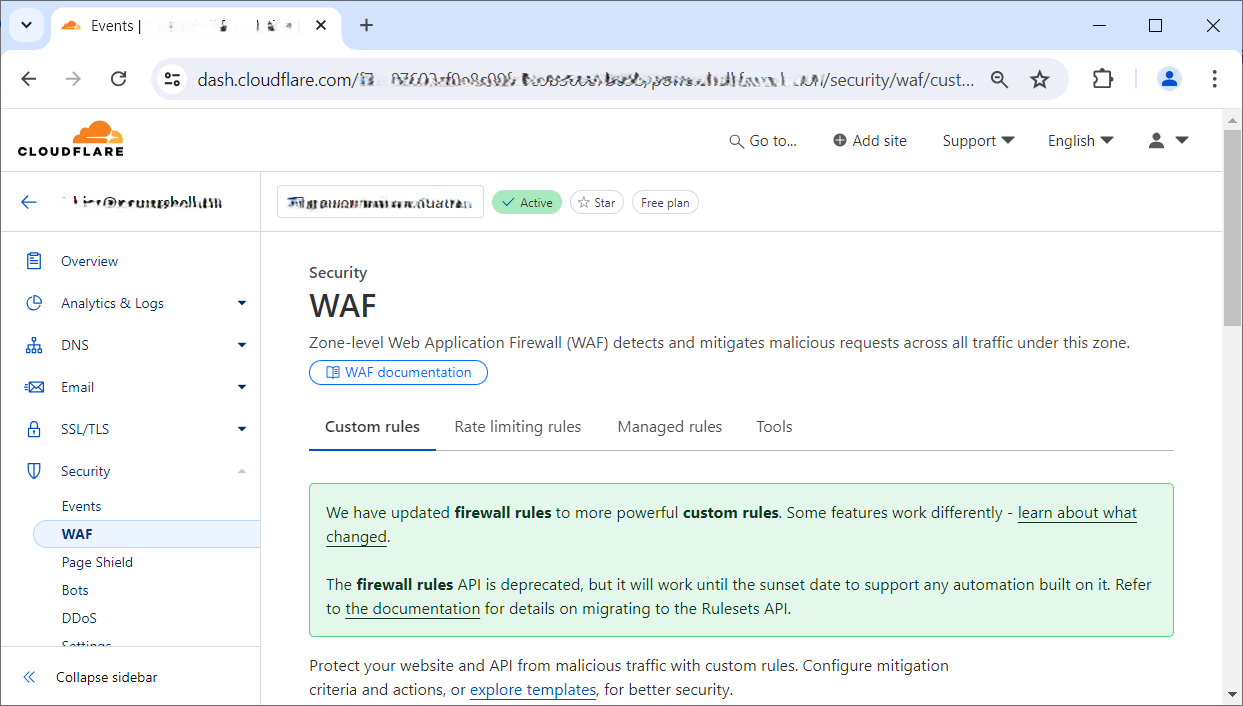 Events |
dash.cloudflare.com/ /security/waf/cust...
CLOUDFLARE
Go to...
Add site
Support
English
Active
Star
Free plan
Overview
Analytics & Logs
DNS
Email
SSL/TLS
Security
Events
WAF
Page Shield
Bots
DDoS
Settings
Collapse sidebar
Security
WAF
Zone-level Web Application Firewall (WAF) detects and mitigates malicious requests across all traffic under this zone.
WAF documentation
Custom rules
Rate limiting rules
Managed rules
Tools
We have updated firewall rules to more powerful custom rules. Some features work differently - learn about what
changed.
The firewall rules API is deprecated, but it will work until the sunset date to support any automation built on it. Refer
to the documentation for details on migrating to the Rulesets API.
Protect your website and API from malicious traffic with custom rules. Configure mitigation
criteria and actions, or explore templates, for better security.